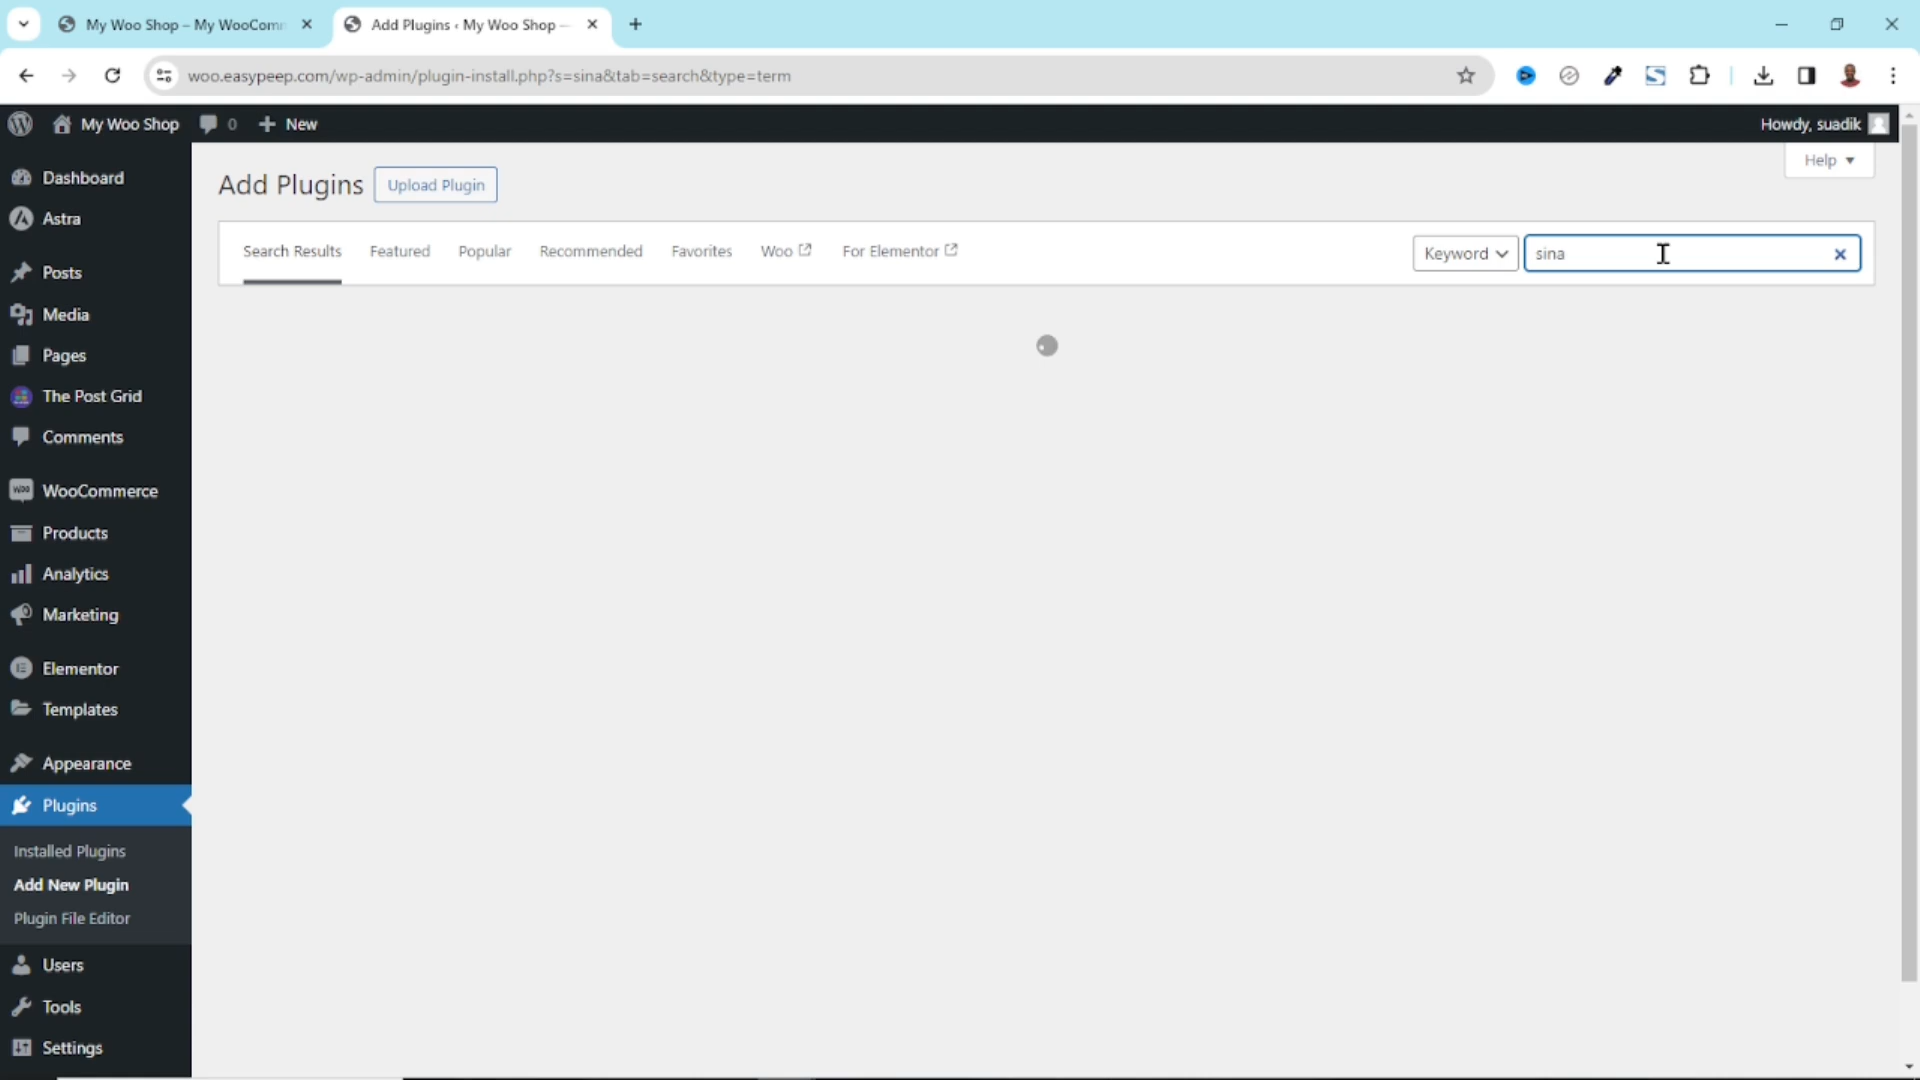 My Woo Shop – My WooComm
Add Plugins ‹ My Woo Shop —
woo.easypeep.com/wp-admin/plugin-install.php?s=sina&tab=search&type=term
My Woo Shop
0
New
Howdy, suadik
Help
Dashboard
Astra
Posts
Media
Pages
The Post Grid
Comments
WooCommerce
Products
Analytics
Marketing
Elementor
Templates
Appearance
Plugins
Installed Plugins
Add New Plugin
Plugin File Editor
Users
Tools
Settings
Add Plugins
Upload Plugin
Search Results
Featured
Popular
Recommended
Favorites
Woo
For Elementor
Keyword
sina